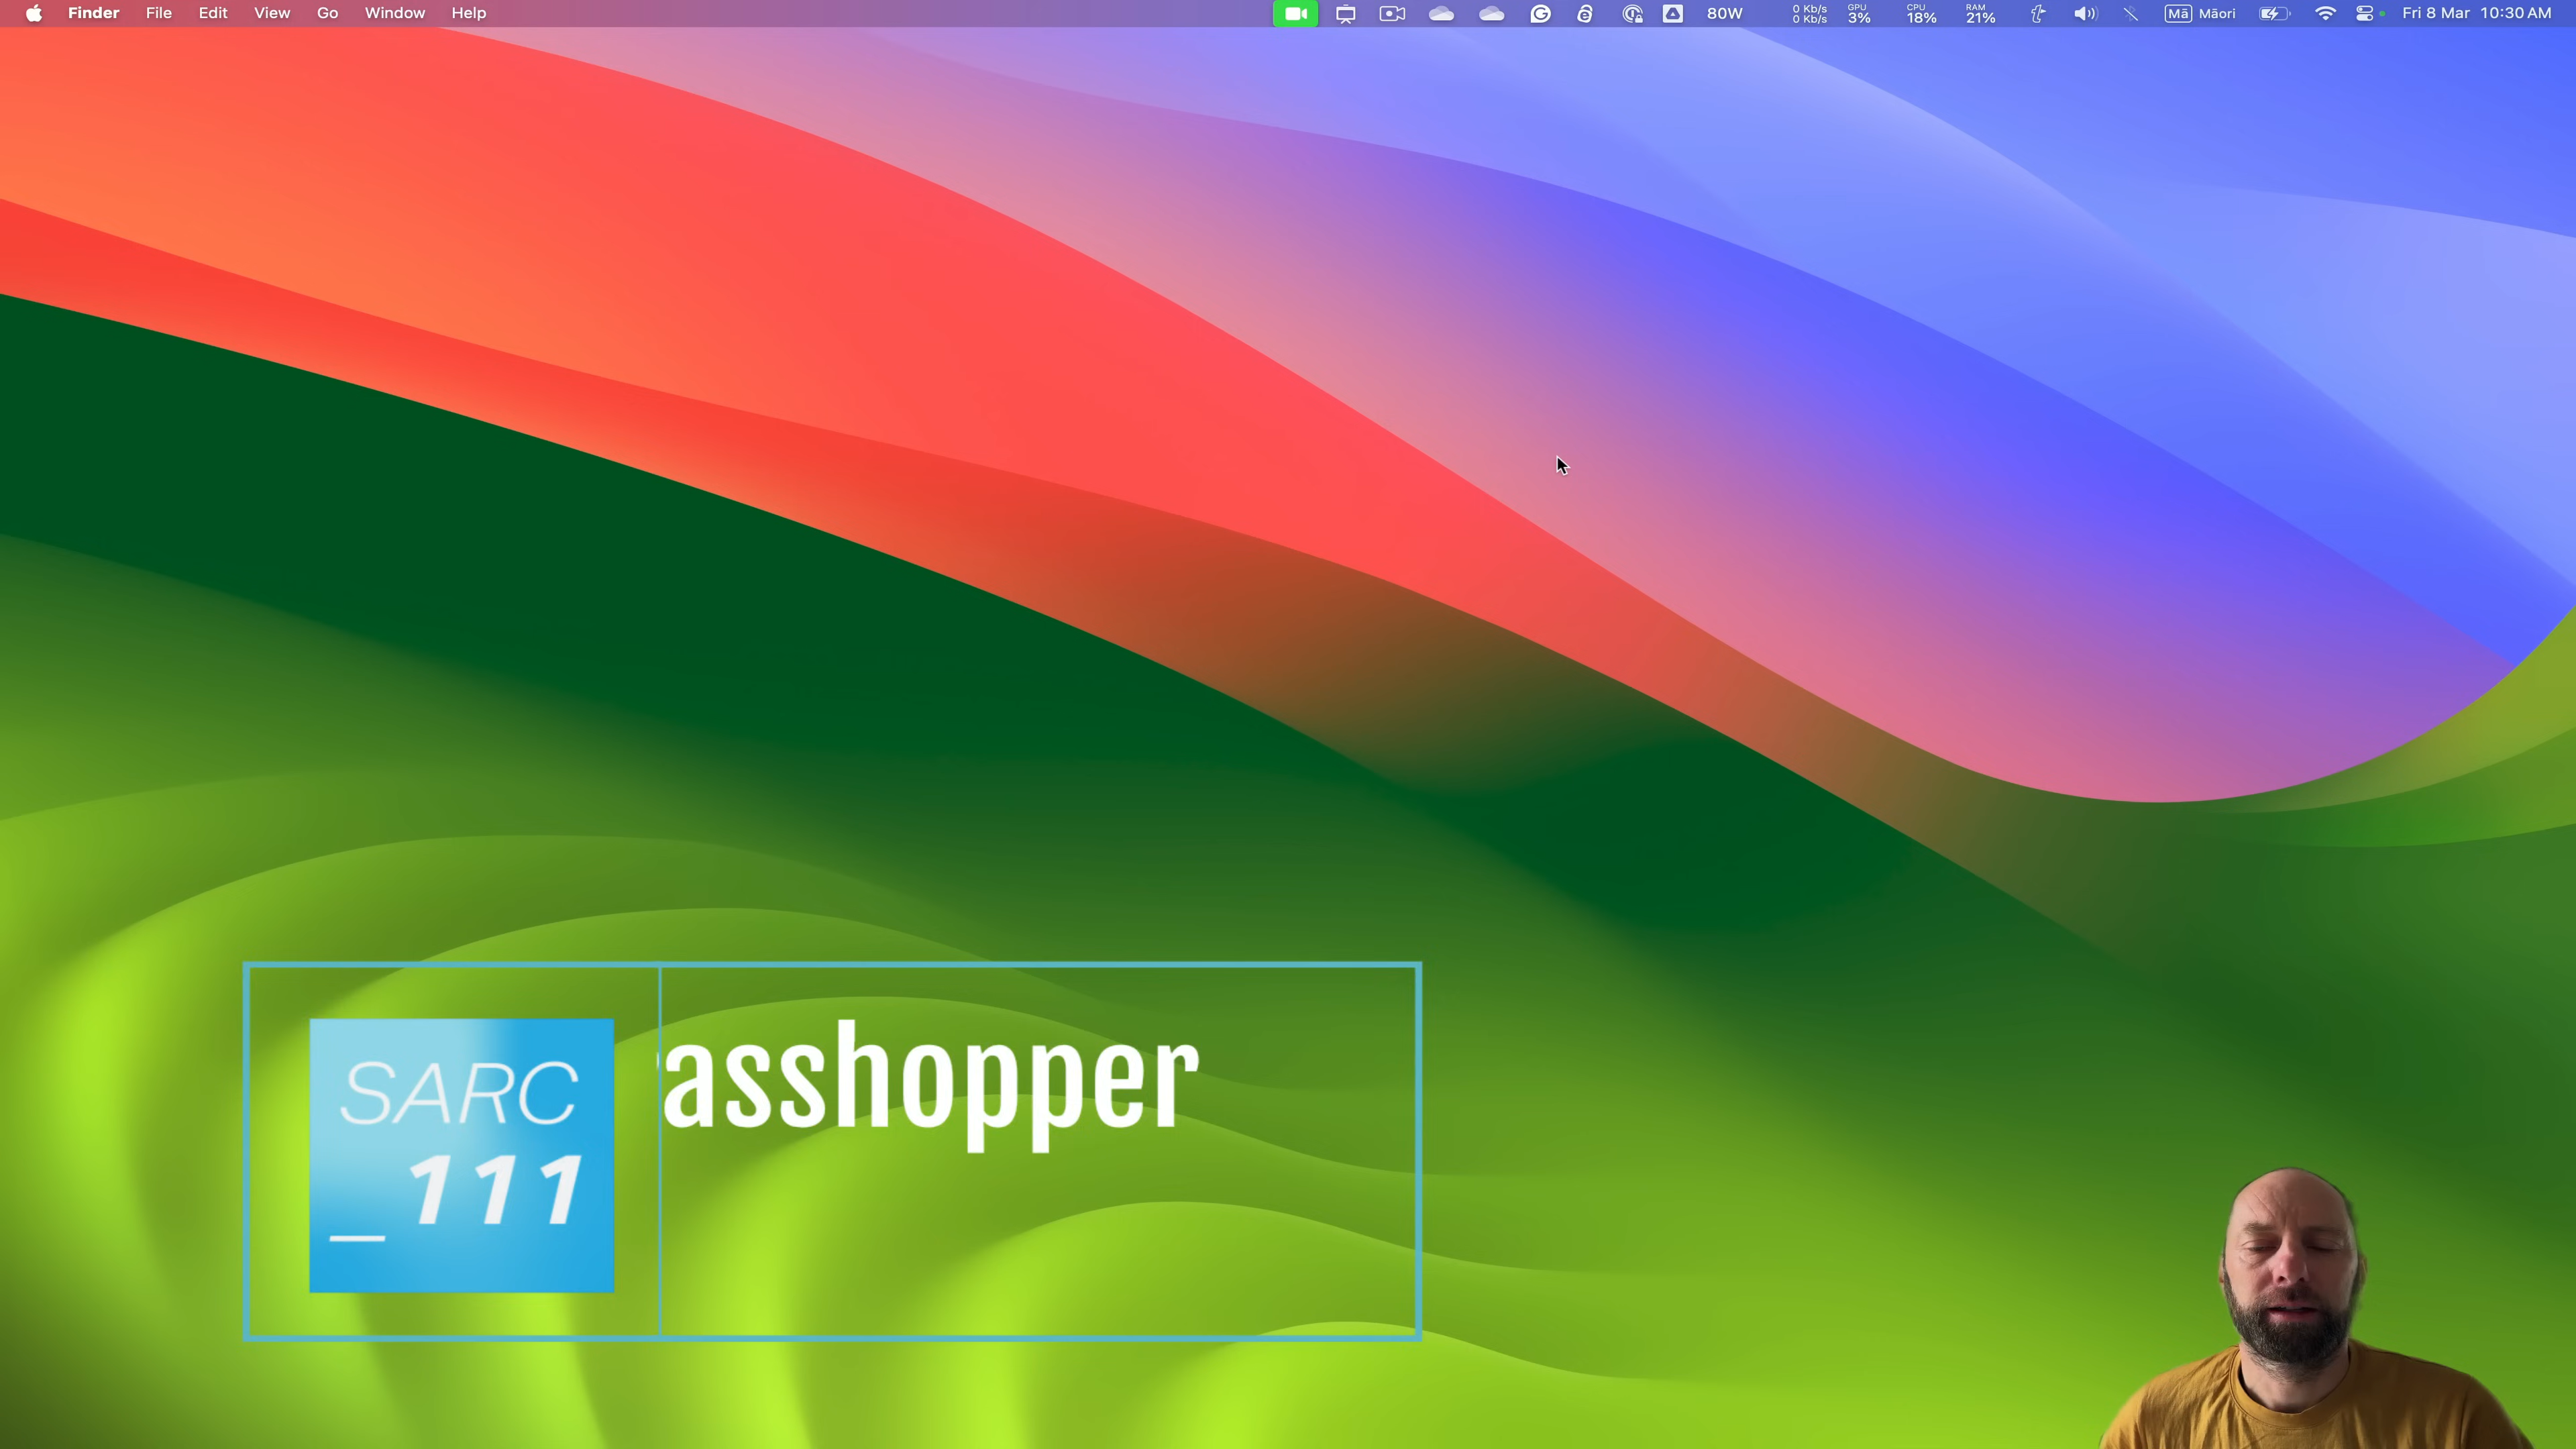 Finder File Edit View Go Window Help
80W
0 Kb/s
0 Kb/s
GPU
3%
CPU
18%
RAM
21%
Mā Māori
Fri 8 Mar 10:30 AM
SARC
_111
asshopper